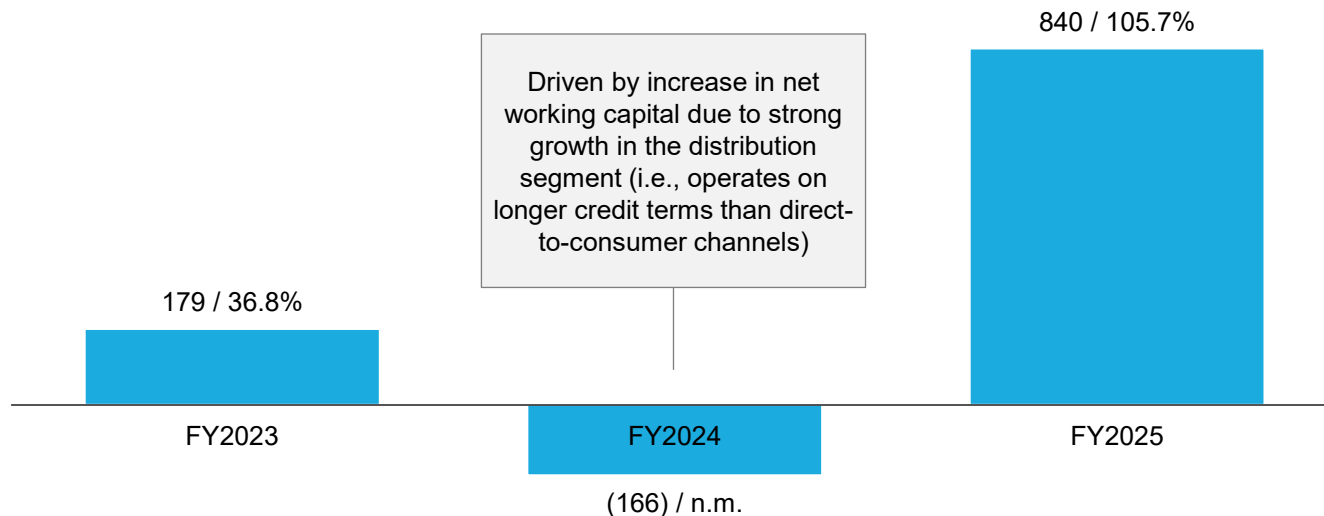 840 / 105.7%
Driven by increase in net
working capital due to strong
growth in the distribution
segment (i.e., operates on
longer credit terms than direct-
to-consumer channels)
179 / 36.8%
FY2023
FY2024
FY2025
(166) / n.m.